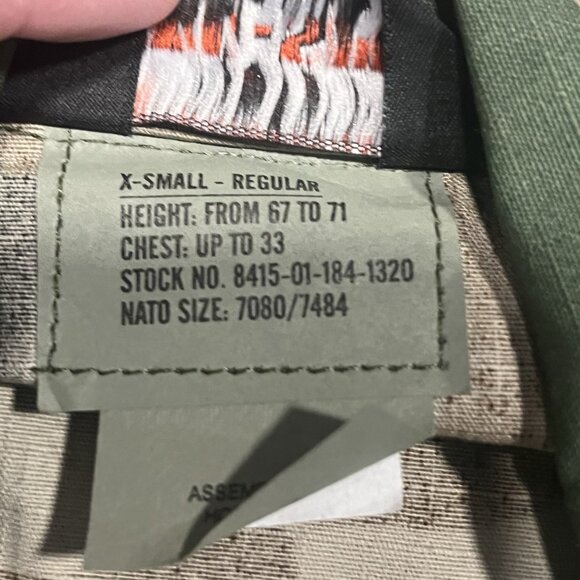 X-SMALL - REGULAR
HEIGHT: FROM 67 TO 71
CHEST: UP TO 33
STOCK NO. 8415-01-184-1320
NATO SIZE: 7080/7484